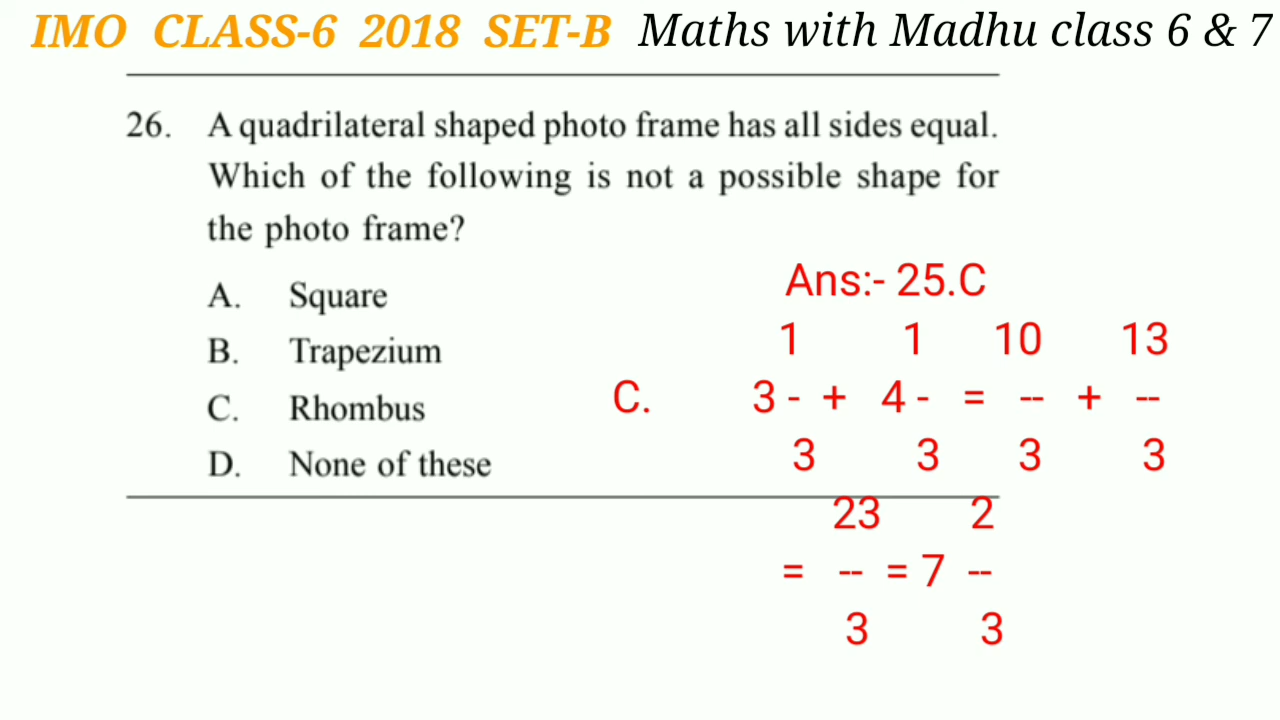 IMO CLASS-6 2018 SET-B Maths with Madhu class 6 & 7
26. A quadrilateral shaped photo frame has all sides equal.
Which of the following is not a possible shape for
the photo frame?
A. Square
B. Trapezium
C. Rhombus
D. None of these
Ans:- 25.C
1 1 10 13
C. 3 - + 4 - = -- + --
3 3 3 3
23 2
= -- = 7 --
3 3